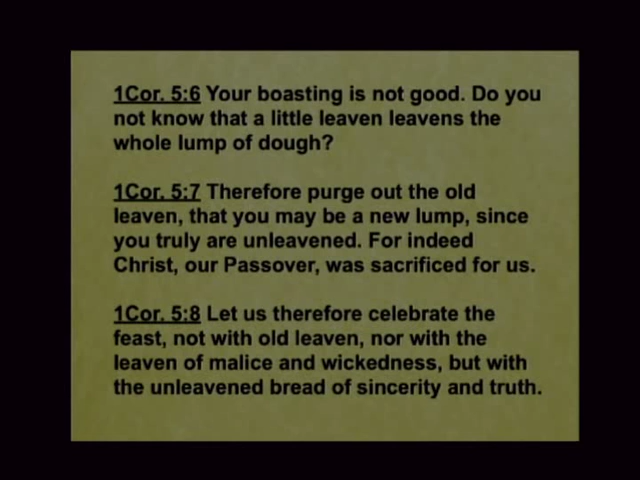 1Cor. 5:6 Your boasting is not good. Do you
not know that a little leaven leavens the
whole lump of dough?
1Cor. 5:7 Therefore purge out the old
leaven, that you may be a new lump, since
you truly are unleavened. For indeed
Christ, our Passover, was sacrificed for us.
1Cor. 5:8 Let us therefore celebrate the
feast, not with old leaven, nor with the
leaven of malice and wickedness, but with
the unleavened bread of sincerity and truth.